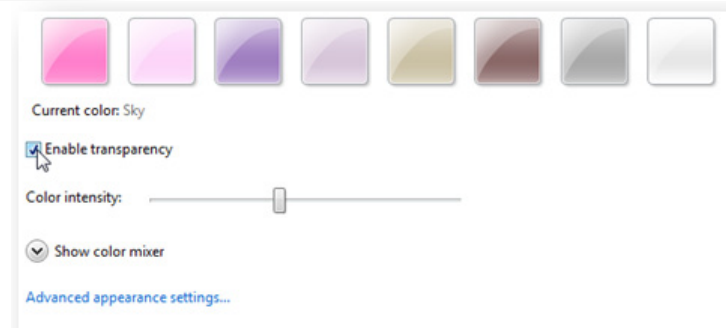 Current color: Sky
Enable transparency
Color intensity:
Show color mixer
Advanced appearance settings...